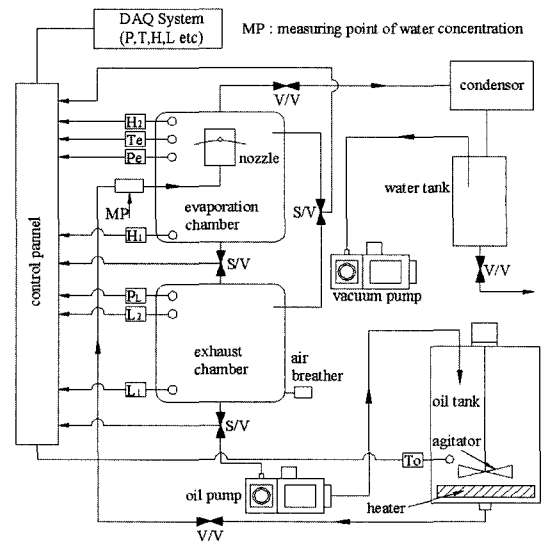 DAQ System
(P,T,H,L etc)
MP : measuring point of water concentration
V/V
condensor
H2
Te
Pe
nozzle
MP
evaporation
chamber
S/V
water tank
H1
S/V
V/V
vacuum pump
control pannel
PL
L2
exhaust
chamber
air
breather
L1
oil tank
S/V
agitator
To
oil pump
heater
V/V